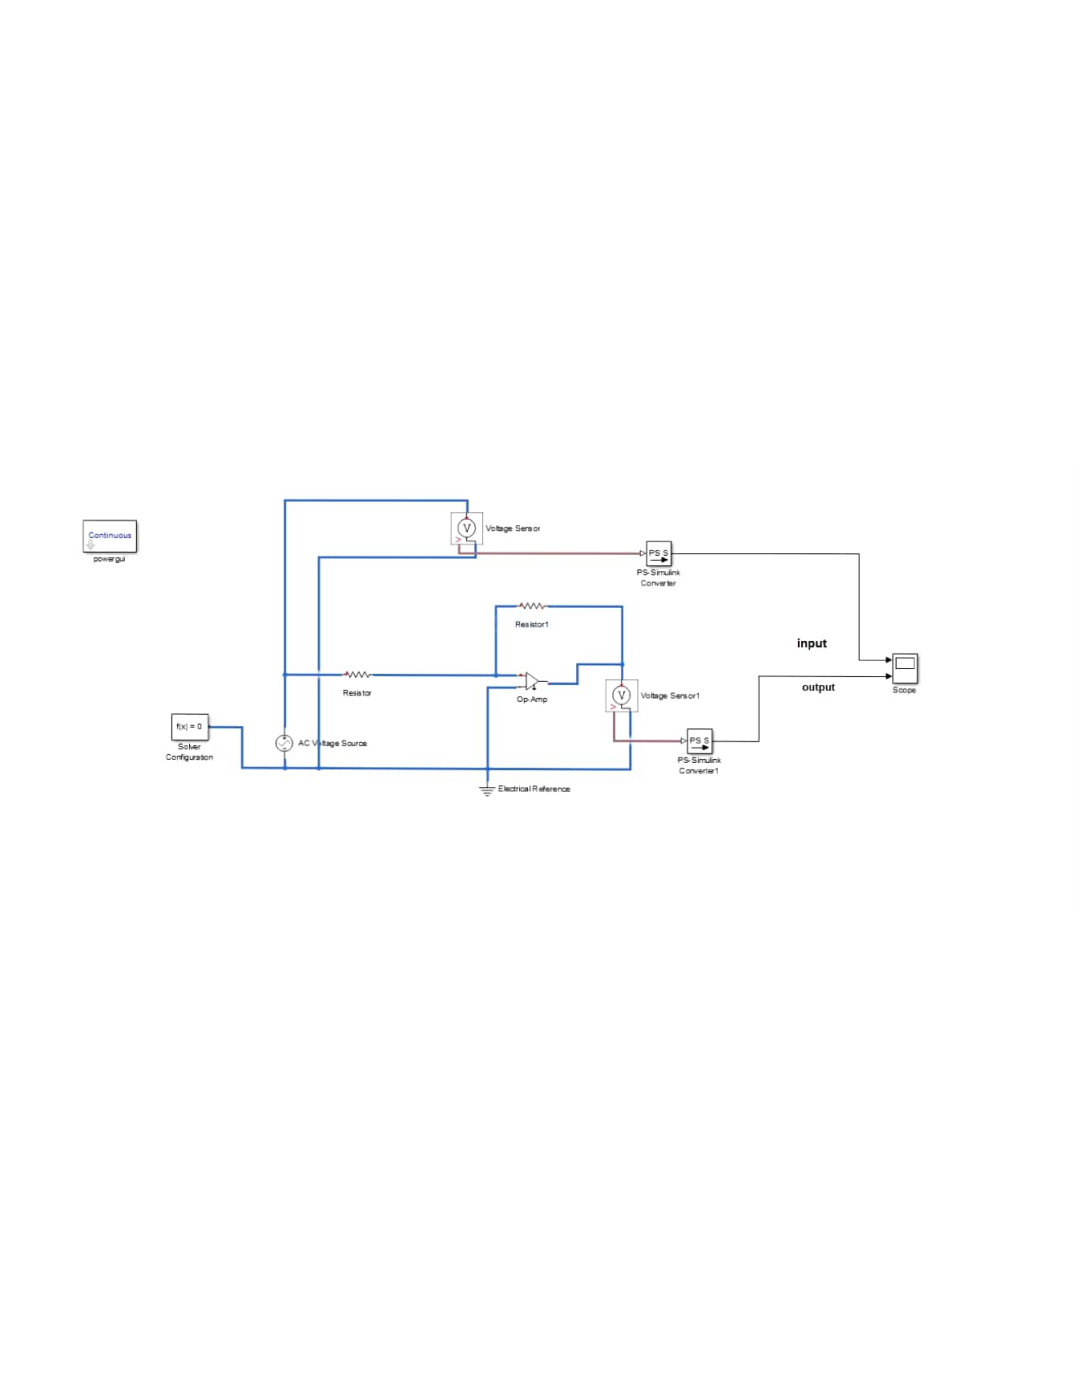 Continuous
powergui
V
Voltage Sensor
PS S
PS-Simulink
Converter
Resistor1
input
Resistor
Op-Amp
V
Voltage Sensor1
output
Scope
f(x) = 0
Solver
Configuration
AC Voltage Source
PS S
PS-Simulink
Converter1
Electrical Reference